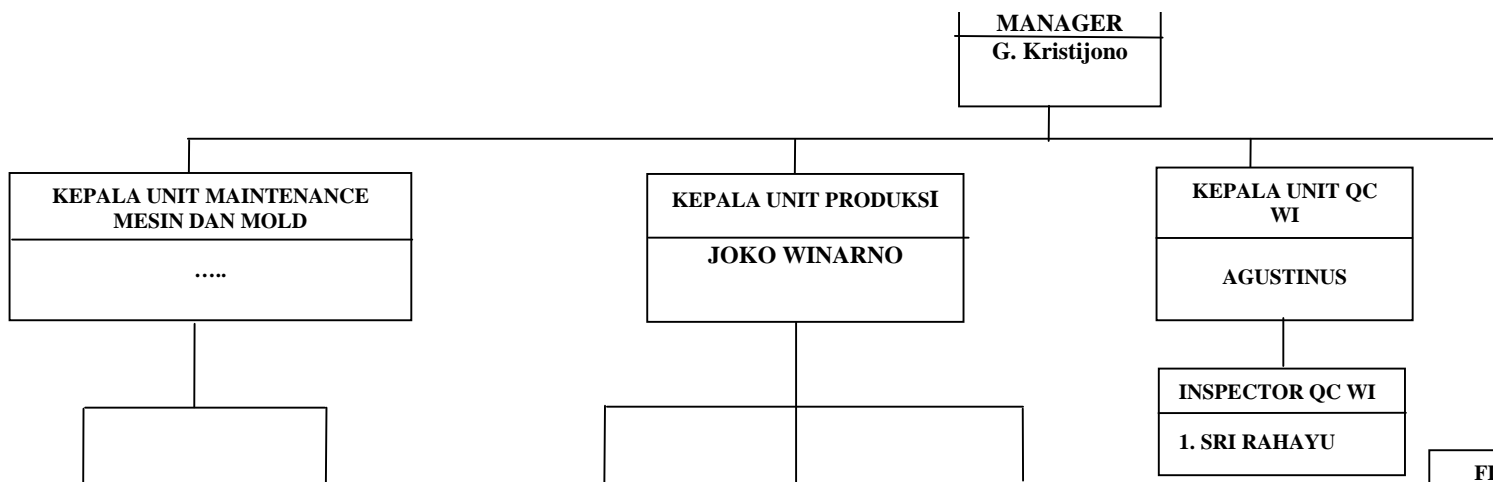 MANAGER
G. Kristijono
KEPALA UNIT MAINTENANCE
MESIN DAN MOLD
…..
KEPALA UNIT PRODUKSI
JOKO WINARNO
KEPALA UNIT QC
WI
AGUSTINUS
INSPECTOR QC WI
1. SRI RAHAYU